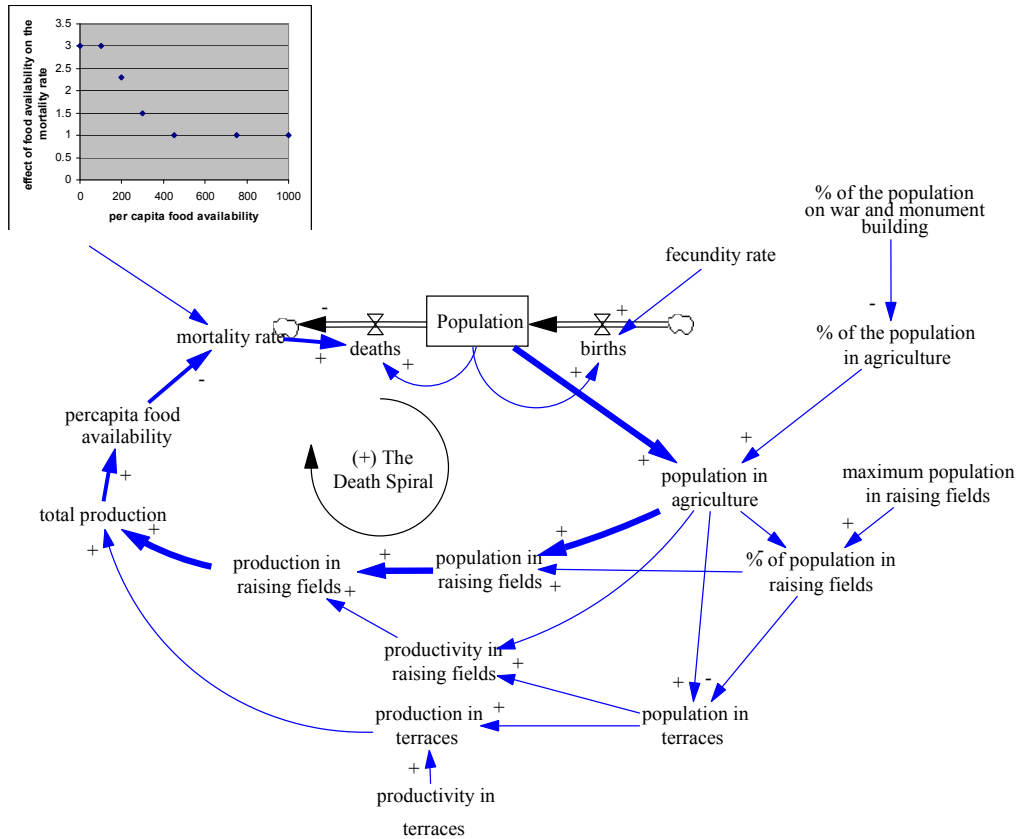 effect of food availability on the
mortality rate
3.5
3
2.5
2
1.5
1
0.5
0
0 200 400 600 800 1000
per capita food availability
% of the population
on war and monument
building
fecundity rate
-
+
-
Population
mortality rate
+
deaths
+
births
+
% of the population
in agriculture
-
percapita food
availability
+
(+) The
Death Spiral
+
+
population in
agriculture
maximum population
in raising fields
total production
+
+
+
+
+
-
production in
raising fields
+
population in
raising fields
+
% of population in
raising fields
productivity in
raising fields
+
+ -
production in
terraces
+
population in
terraces
+
productivity in
terraces